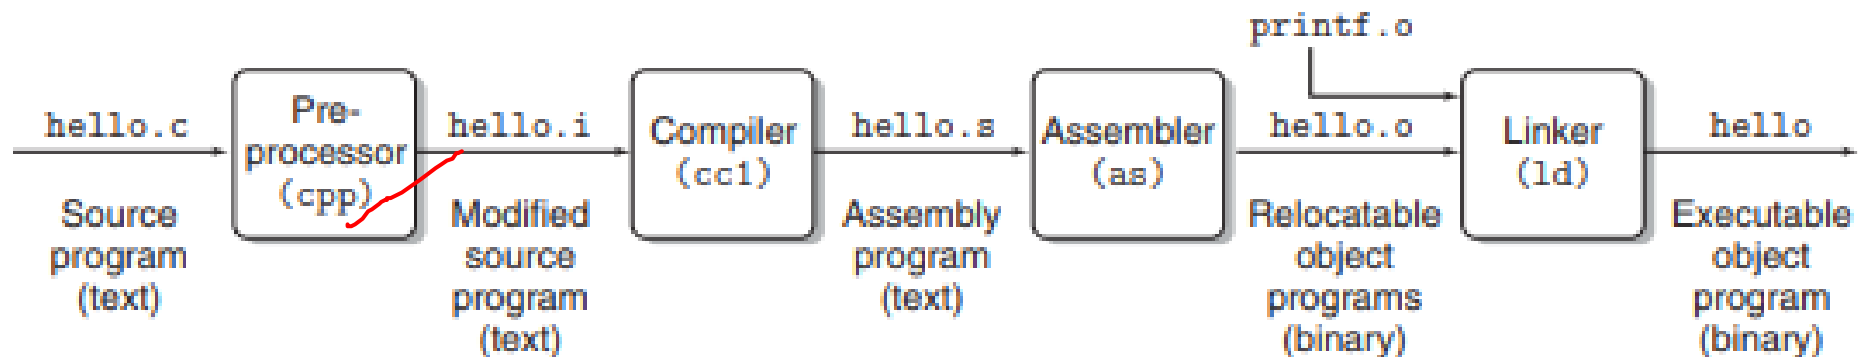 printf.o
hello.c
Pre-
processor
(cpp)
hello.i
Compiler
(cc1)
hello.s
Assembler
(as)
hello.o
Linker
(ld)
hello
Source
program
(text)
Modified
source
program
(text)
Assembly
program
(text)
Relocatable
object
programs
(binary)
Executable
object
program
(binary)